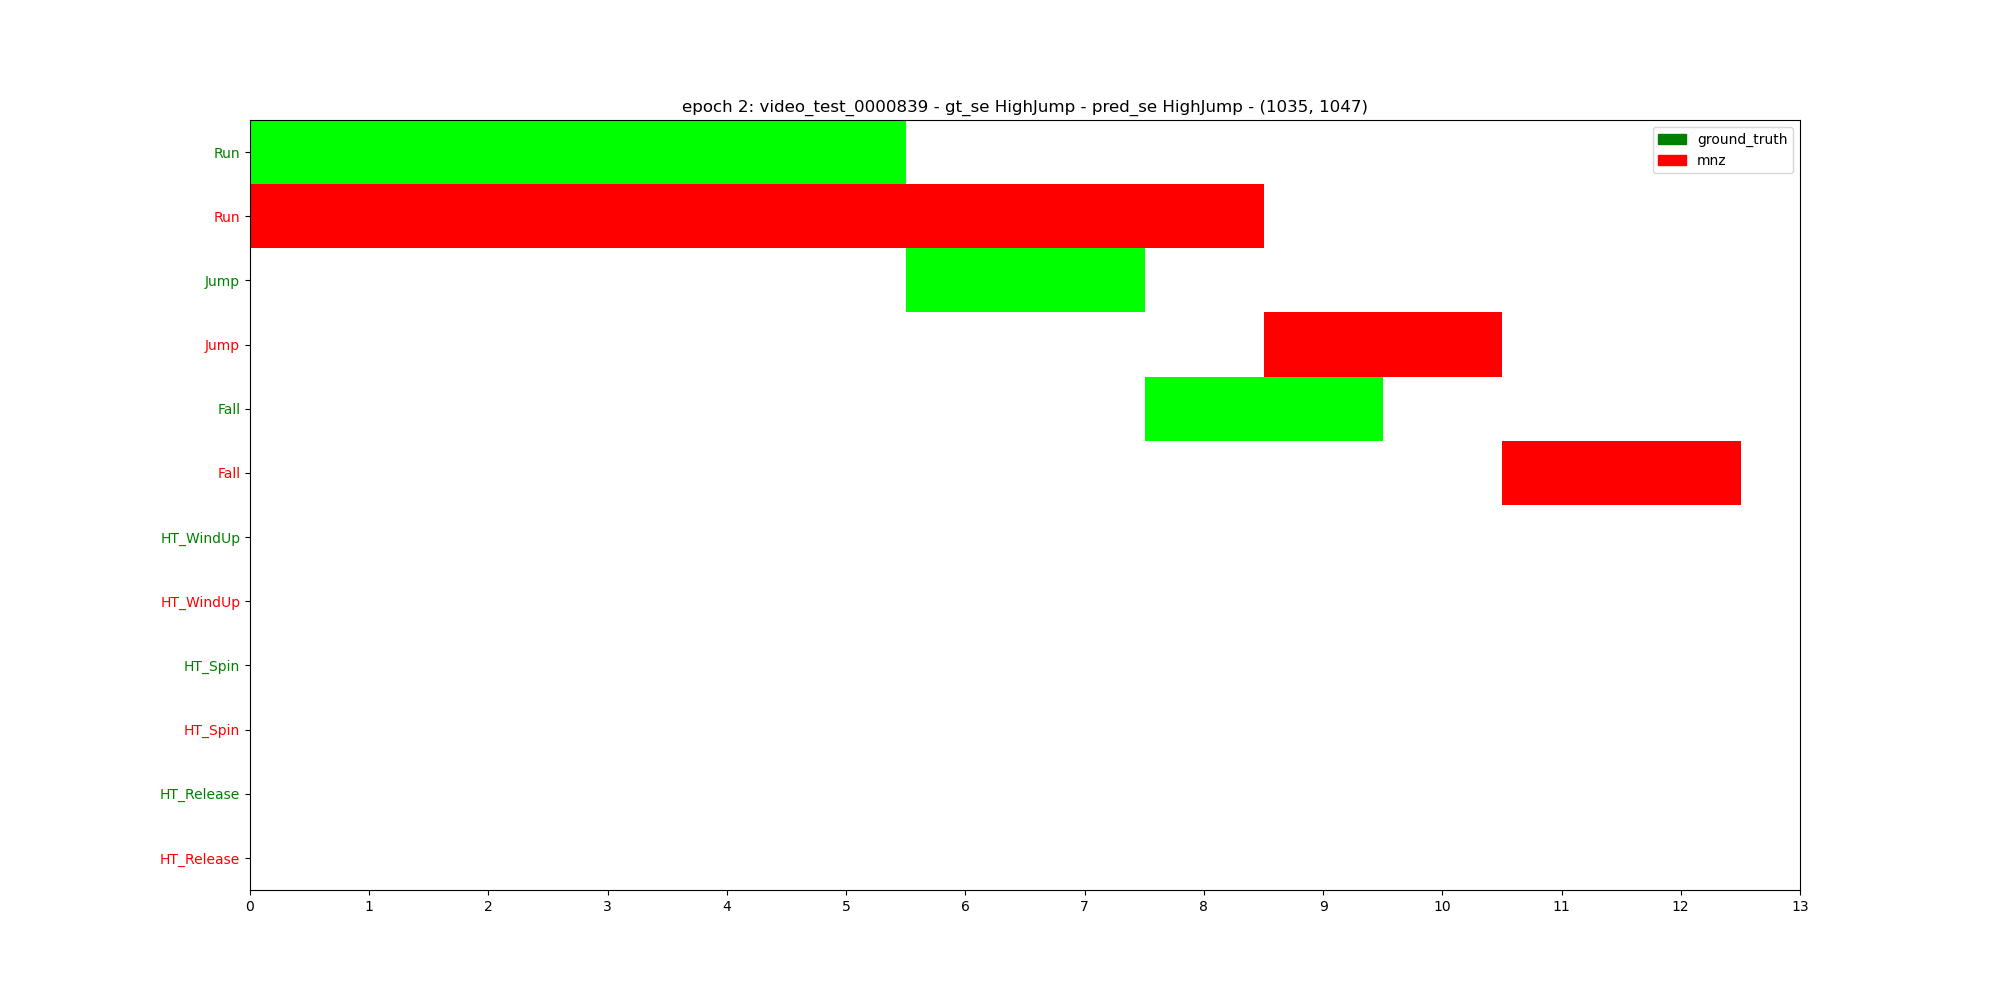 epoch 2: video_test_0000839 - gt_se HighJump - pred_se HighJump - (1035, 1047)
ground_truth
mnz
Run
Run
Jump
Jump
Fall
Fall
HT_WindUp
HT_WindUp
HT_Spin
HT_Spin
HT_Release
HT_Release
0 1 2 3 4 5 6 7 8 9 10 11 12 13